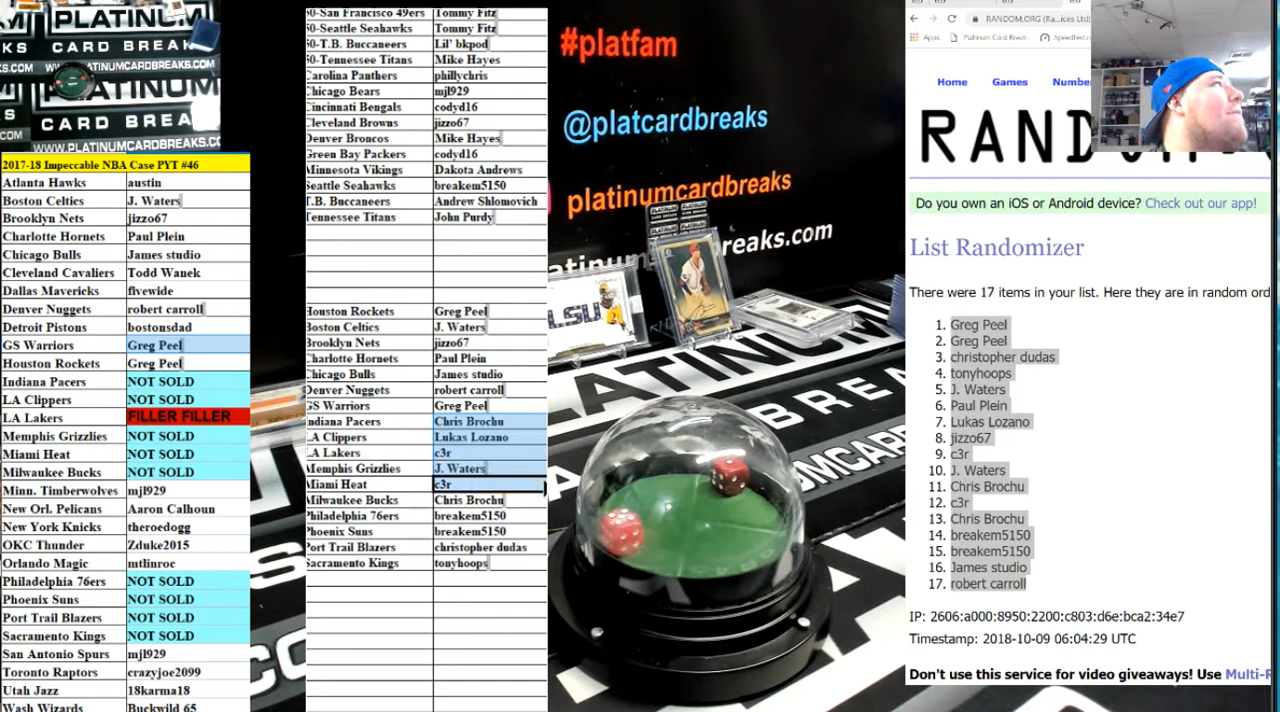 PLATINUM
CARD BREAKS
2017-18 Impeccable NBA Case PYT #46
Atlanta Hawks austin
Boston Celtics J. Waters
Brooklyn Nets jizzo67
Charlotte Hornets Paul Plein
Chicago Bulls James studio
Cleveland Cavaliers Todd Wanek
Dallas Mavericks fivewide
Denver Nuggets robert carroll
Detroit Pistons bostonsdad
GS Warriors Greg Peel
Houston Rockets Greg Peel
Indiana Pacers NOT SOLD
LA Clippers NOT SOLD
LA Lakers FILLER FILLER
Memphis Grizzlies NOT SOLD
Miami Heat NOT SOLD
Milwaukee Bucks NOT SOLD
Minn. Timberwolves mjl929
New Orl. Pelicans Aaron Calhoun
New York Knicks theroedogg
OKC Thunder Zduke2015
Orlando Magic mtlinroc
Philadelphia 76ers NOT SOLD
Phoenix Suns NOT SOLD
Port Trail Blazers NOT SOLD
Sacramento Kings NOT SOLD
San Antonio Spurs mjl929
Toronto Raptors crazyjoe2099
Utah Jazz 18karma18
Wash Wizards Buckwild 65
50-San Francisco 49ers Tommy Fitz
50-Seattle Seahawks Tommy Fitz
50-T.B. Buccaneers Lil' bkpod
50-Tennessee Titans Mike Hayes
Carolina Panthers phillychris
Chicago Bears mjl929
Cincinnati Bengals codyd16
Cleveland Browns jizzo67
Denver Broncos Mike Hayes
Green Bay Packers codyd16
Minnesota Vikings Dakota Andrews
Seattle Seahawks breakem5150
T.B. Buccaneers Andrew Shlomovich
Tennessee Titans John Purdy
Houston Rockets Greg Peel
Boston Celtics J. Waters
Brooklyn Nets jizzo67
Charlotte Hornets Paul Plein
Chicago Bulls James studio
Denver Nuggets robert carroll
GS Warriors Greg Peel
Indiana Pacers Chris Brochu
LA Clippers Lukas Lozano
LA Lakers c3r
Memphis Grizzlies J. Waters
Miami Heat c3r
Milwaukee Bucks Chris Brochu
Philadelphia 76ers breakem5150
Phoenix Suns breakem5150
Port Trail Blazers christopher dudas
Sacramento Kings tonyhoops
#platfam
@platcardbreaks
platinumcardbreaks
atinumcardbreaks.com
LSU
RANDOM.ORG (Ra...ices Ltd)
Apps Platinum Card Break
Home Games Number
RAND
Do you own an iOS or Android device? Check out our app!
List Randomizer
There were 17 items in your list. Here they are in random ord
1. Greg Peel
2. Greg Peel
3. christopher dudas
4. tonyhoops
5. J. Waters
6. Paul Plein
7. Lukas Lozano
8. jizzo67
9. c3r
10. J. Waters
11. Chris Brochu
12. c3r
13. Chris Brochu
14. breakem5150
15. breakem5150
16. James studio
17. robert carroll
IP: 2606:a000:8950:2200:c803:d6e:bca2:34e7
Timestamp: 2018-10-09 06:04:29 UTC
Don't use this service for video giveaways! Use Multi-R